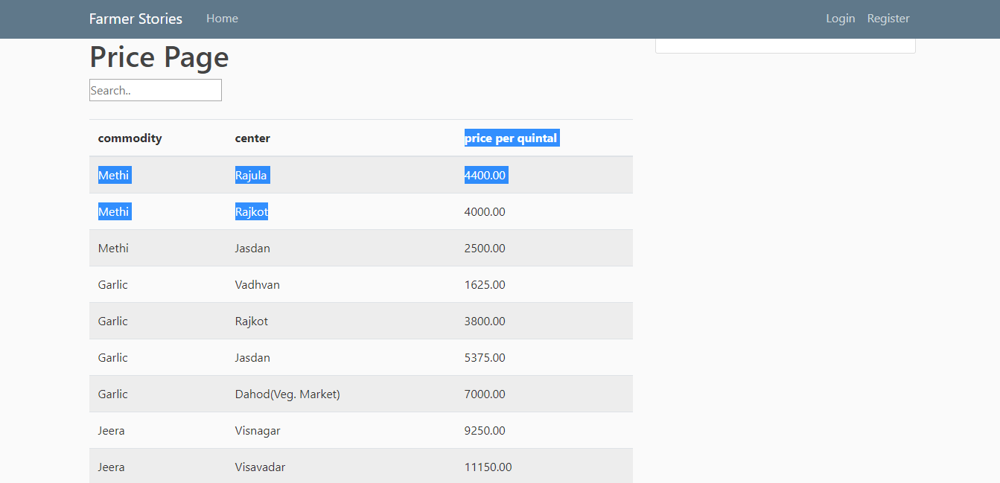 Farmer Stories Home Login Register
Price Page
Search..
commodity center price per quintal
Methi Rajula 4400.00
Methi Rajkot 4000.00
Methi Jasdan 2500.00
Garlic Vadhvan 1625.00
Garlic Rajkot 3800.00
Garlic Jasdan 5375.00
Garlic Dahod(Veg. Market) 7000.00
Jeera Visnagar 9250.00
Jeera Visavadar 11150.00